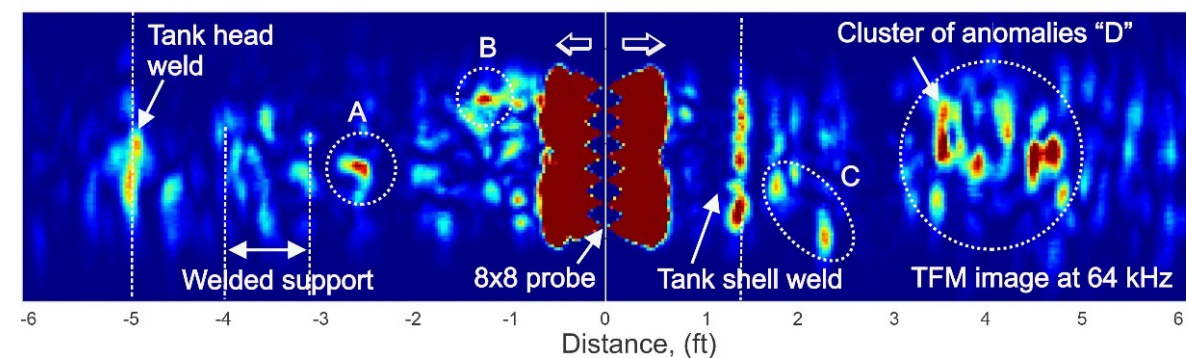 Tank head
weld
A
B
Cluster of anomalies “D”
C
Welded support
8x8 probe
Tank shell weld
TFM image at 64 kHz
-6 -5 -4 -3 -2 -1 0 1 2 3 4 5 6
Distance, (ft)